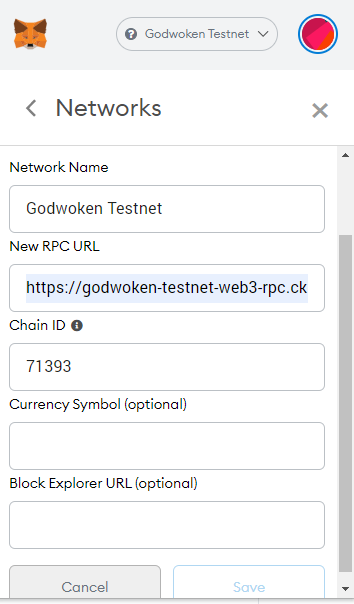 Godwoken Testnet
Networks
Network Name
Godwoken Testnet
New RPC URL
https://godwoken-testnet-web3-rpc.ck
Chain ID
71393
Currency Symbol (optional)
Block Explorer URL (optional)
Cancel Save